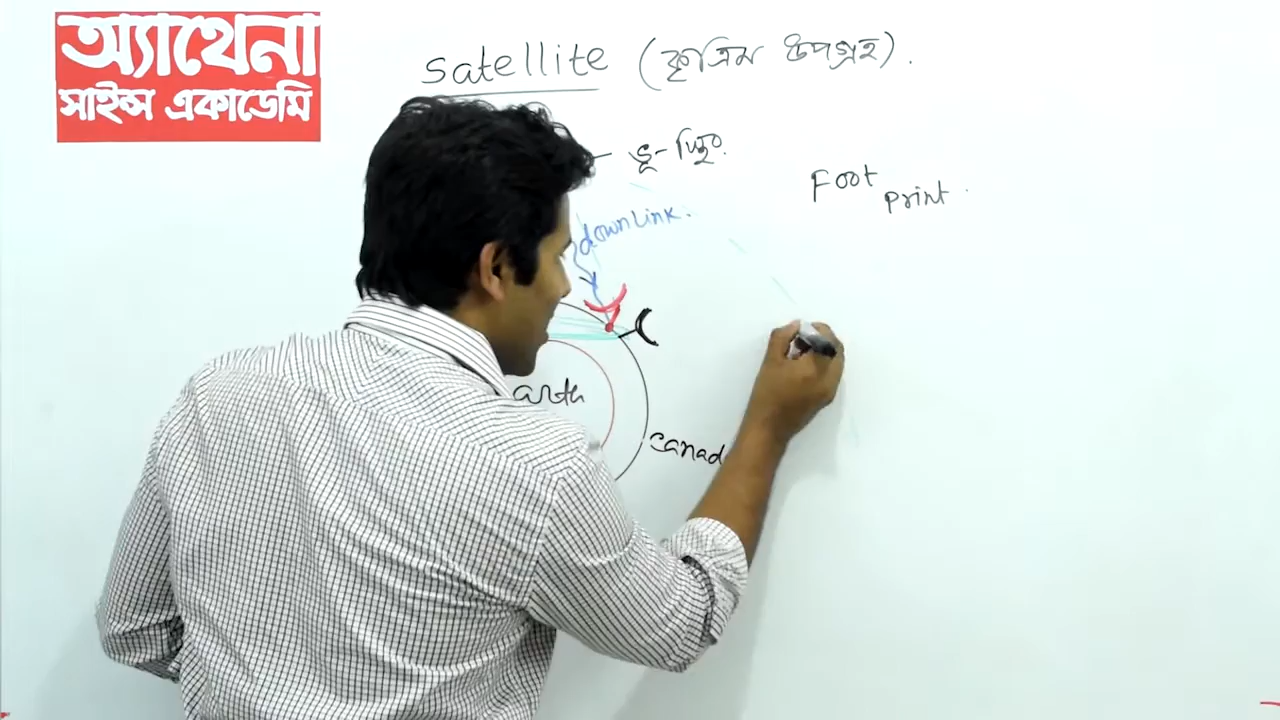 অ্যাথেনা
সাইন্স একাডেমি
Satellite (কৃত্রিম উপগ্রহ).
ভূ-স্থির
Foot
Print
downLink.
arth
canad